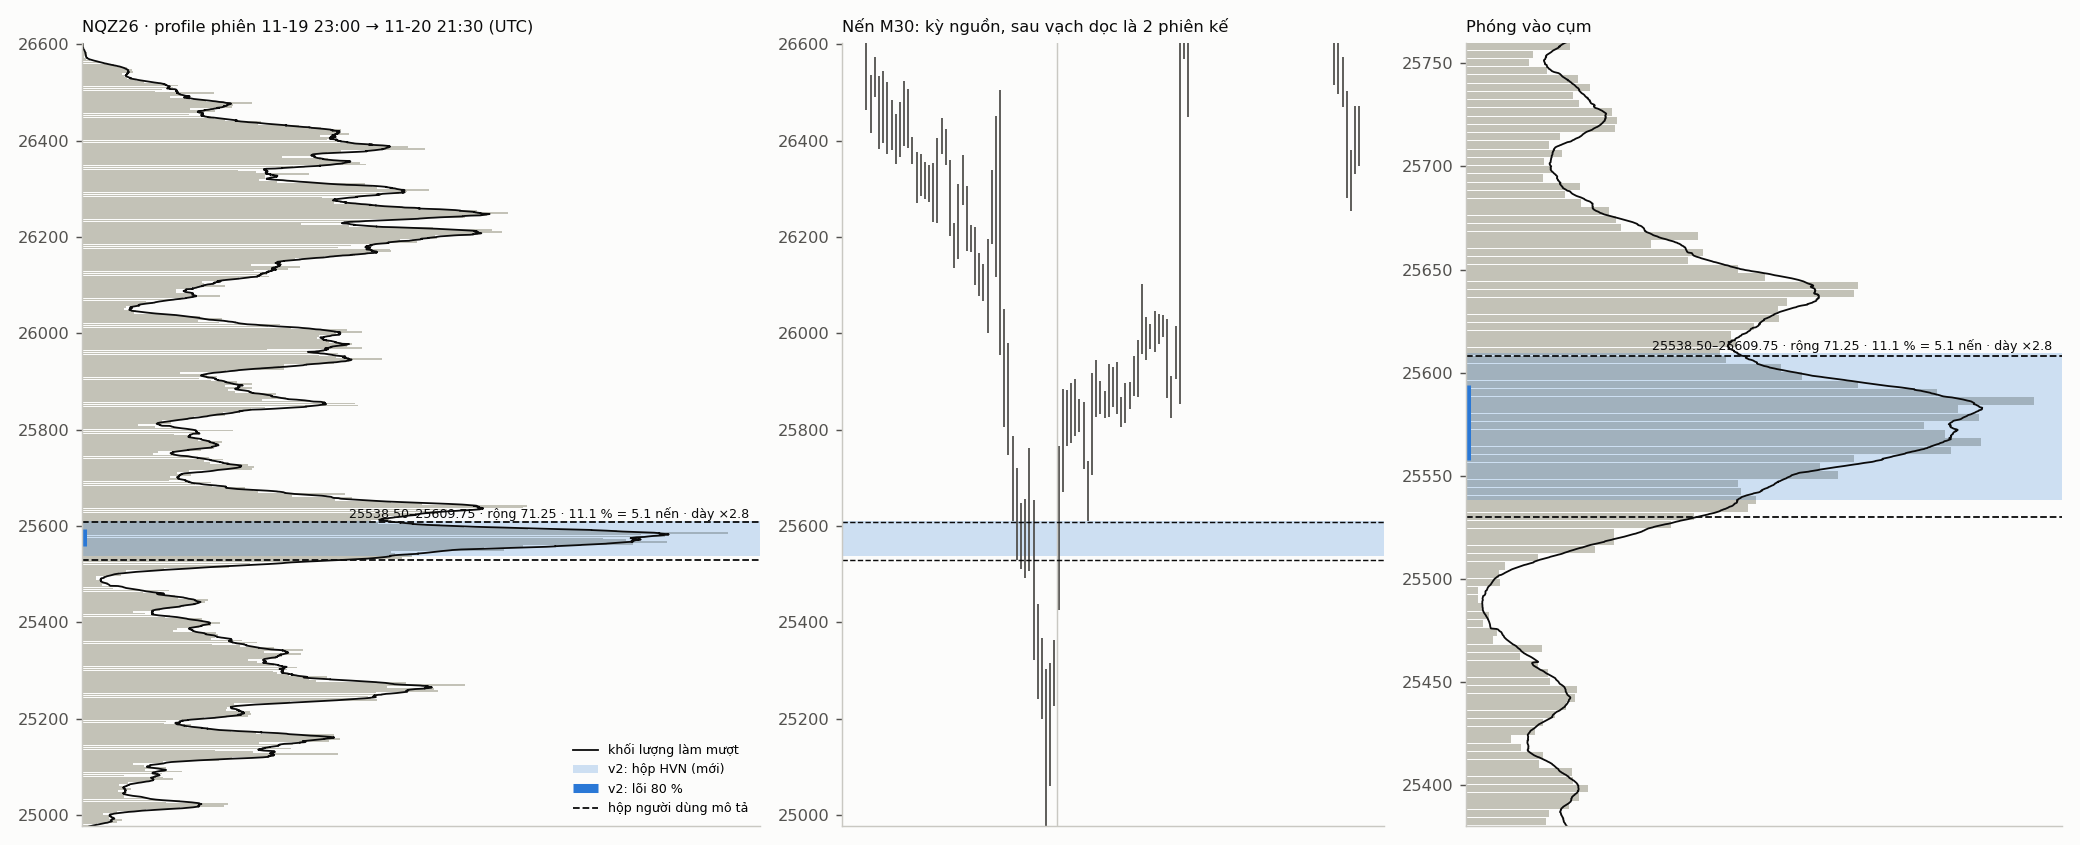 NQZ26 · profile phiên 11-19 23:00 → 11-20 21:30 (UTC)
26600
26400
26200
26000
25800
25600
25400
25200
25000
25538.50–25609.75 · rộng 71.25 · 11.1 % = 5.1 nến · dày ×2.8
khối lượng làm mượt
v2: hộp HVN (mới)
v2: lõi 80 %
hộp người dùng mô tả
Nến M30: kỳ nguồn, sau vạch dọc là 2 phiên kế
26600
26400
26200
26000
25800
25600
25400
25200
25000
Phóng vào cụm
25750
25700
25650
25600
25550
25500
25450
25400
25538.50–25609.75 · rộng 71.25 · 11.1 % = 5.1 nến · dày ×2.8